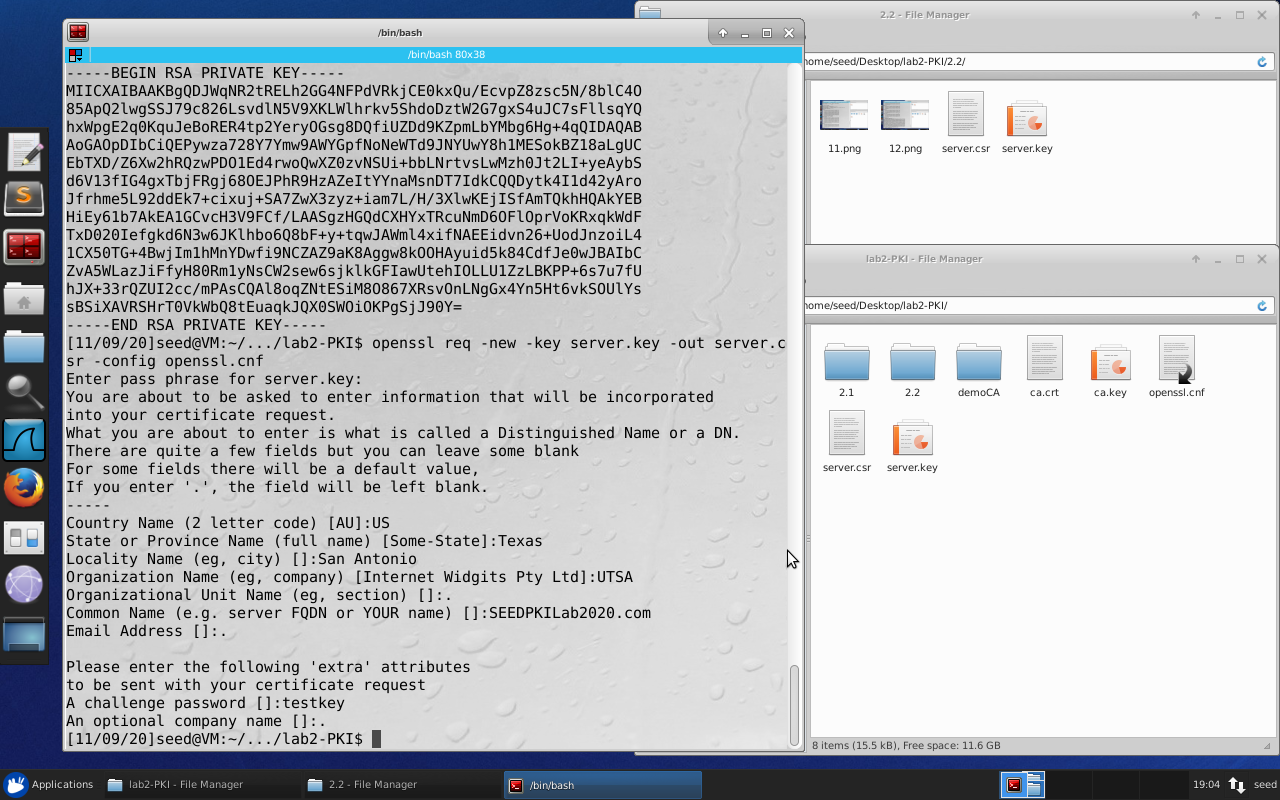 /bin/bash
/bin/bash 80x38
-----BEGIN RSA PRIVATE KEY-----
MIICXAIBAAKBgQDJWqNR2tRELh2GG4NFPdVRkjCE0kxQu/EcvpZ8zsc5N/8blC4O
85ApQ2lwgSSJ79c826LsvdlN5V9XKLWlhrkv5ShdoDztW2G7gxS4uJC7sFllsqYQ
hxWpgE2q0KquJeBoRER4tp2YeryOGsg8DQfiUZDd9KZpmLbYMbg6Hg+4qQIDAQAB
AoGAOpDIbCiQEPywza728Y7Ymw9AWYGpfNoNeWTd9JNYUwY8h1MESokBZ18aLgUC
EbTXD/Z6Xw2hRQzwPDO1Ed4rwoQwXZ0zvNSUi+bbLNrtvsLwMzh0Jt2LI+yeAybS
d6V13fIG4gxTbjFRgj68OEJPhR9HzAZeItYYnaMsnDT7IdkCQQDytk4I1d42yAro
Jfrhme5L92ddEk7+cixuj+SA7ZwX3zyz+iam7L/H/3XlwKEjISfAmTQkhHQAkYEB
HiEy61b7AkEA1GCvcH3V9FCf/LAASgzHGQdCXHYxTRcuNmD6OFlOprVoKRxqkWdF
TxD020Iefgkd6N3w6JKlhbo6Q8bF+y+tqwJAWml4xifNAEEidvn26+UodJnzoiL4
1CX50TG+4BwjIm1hMnYDwfi9NCZAZ9aK8Aggw8kOOHAyuid5k84CdfJe0wJBAIbC
ZvA5WLazJiFfyH80Rm1yNsCW2sew6sjklkGFIawUtehIOLLU1ZzLBKPP+6s7u7fU
hJX+33rQZUI2cc/mPAsCQAl8oqZNtESiM8O867XRsvOnLNgGx4Yn5Ht6vkSOUlYs
sBSiXAVRSHrT0VkWbQ8tEuaqkJQX0SWOiOKPgSjJ90Y=
-----END RSA PRIVATE KEY-----
[11/09/20]seed@VM:~/.../lab2-PKI$ openssl req -new -key server.key -out server.c
sr -config openssl.cnf
Enter pass phrase for server.key:
You are about to be asked to enter information that will be incorporated
into your certificate request.
What you are about to enter is what is called a Distinguished Name or a DN.
There are quite a few fields but you can leave some blank
For some fields there will be a default value,
If you enter '.', the field will be left blank.
-----
Country Name (2 letter code) [AU]:US
State or Province Name (full name) [Some-State]:Texas
Locality Name (eg, city) []:San Antonio
Organization Name (eg, company) [Internet Widgits Pty Ltd]:UTSA
Organizational Unit Name (eg, section) []:.
Common Name (e.g. server FQDN or YOUR name) []:SEEDPKILab2020.com
Email Address []:.
Please enter the following 'extra' attributes
to be sent with your certificate request
A challenge password []:testkey
An optional company name []:.
[11/09/20]seed@VM:~/.../lab2-PKI$
2.2 - File Manager
home/seed/Desktop/lab2-PKI/2.2/
11.png 12.png server.csr server.key
lab2-PKI - File Manager
home/seed/Desktop/lab2-PKI/
2.1 2.2 demoCA ca.crt ca.key openssl.cnf
server.csr server.key
8 items (15.5 kB), Free space: 11.6 GB
Applications lab2-PKI - File Manager 2.2 - File Manager /bin/bash 19:04 seed